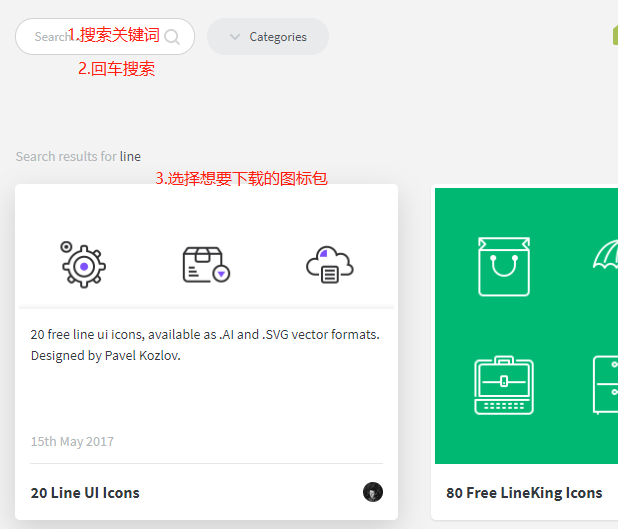 Search...
1.搜索关键词
Categories
2.回车搜索
Search results for line
3.选择想要下载的图标包
20 free line ui icons, available as .AI and .SVG vector formats.
Designed by Pavel Kozlov.
15th May 2017
20 Line UI Icons
80 Free LineKing Icons